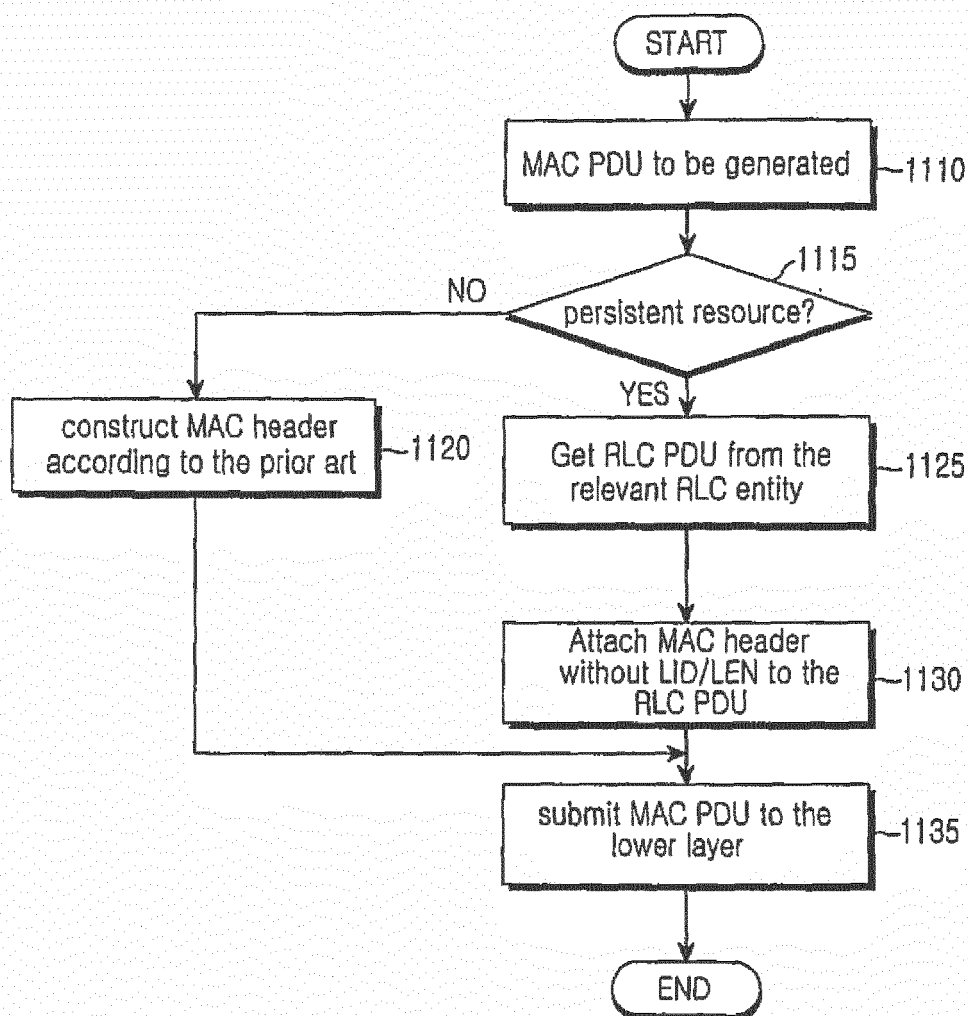 START
MAC PDU to be generated
1110
1115
persistent resource?
NO
YES
construct MAC header
according to the prior art
1120
Get RLC PDU from the
relevant RLC entity
1125
Attach MAC header
without LID/LEN to the
RLC PDU
1130
submit MAC PDU to the
lower layer
1135
END